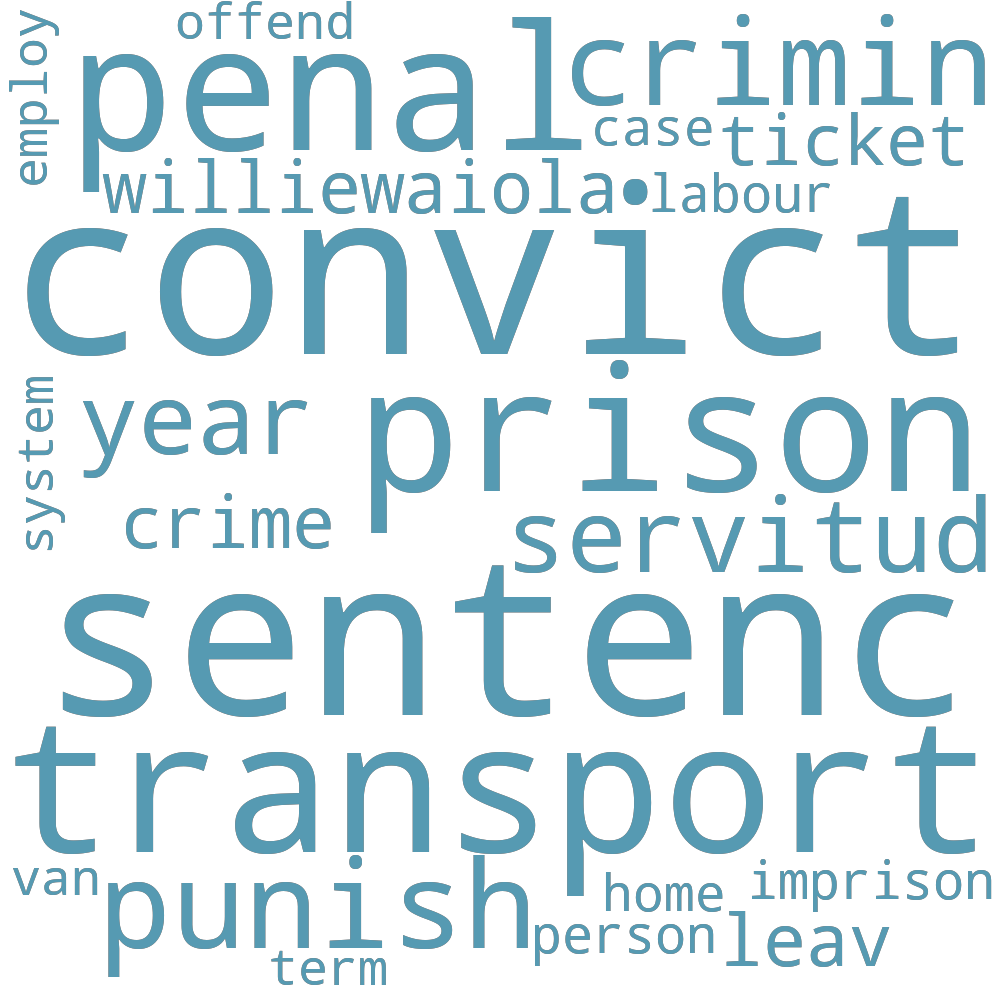 offend
employ
penal
crimin
case
ticket
williewaiola•
labour
convict
system
year
prison
crime
servitud
sentenc
transport
van
punish
home
imprison
person
leav
term